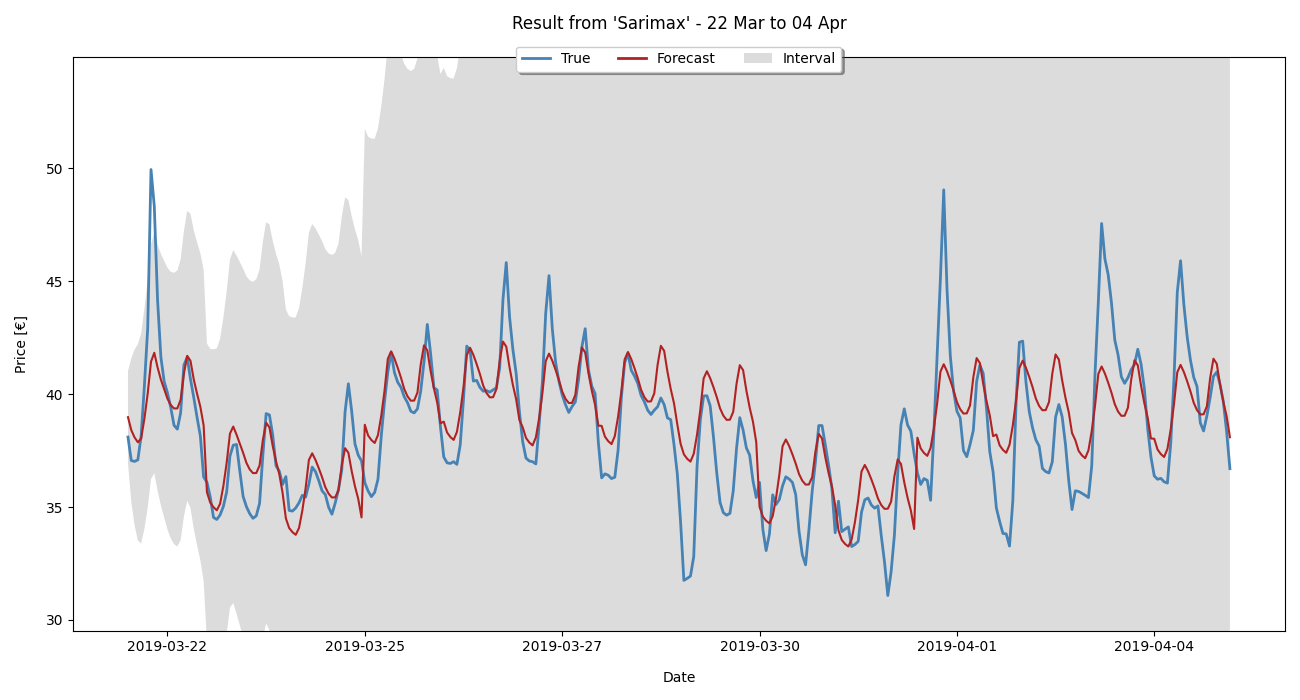 Result from 'Sarimax' - 22 Mar to 04 Apr
True Forecast Interval
Price [€]
50
45
40
35
30
2019-03-22 2019-03-25 2019-03-27 2019-03-30 2019-04-01 2019-04-04
Date